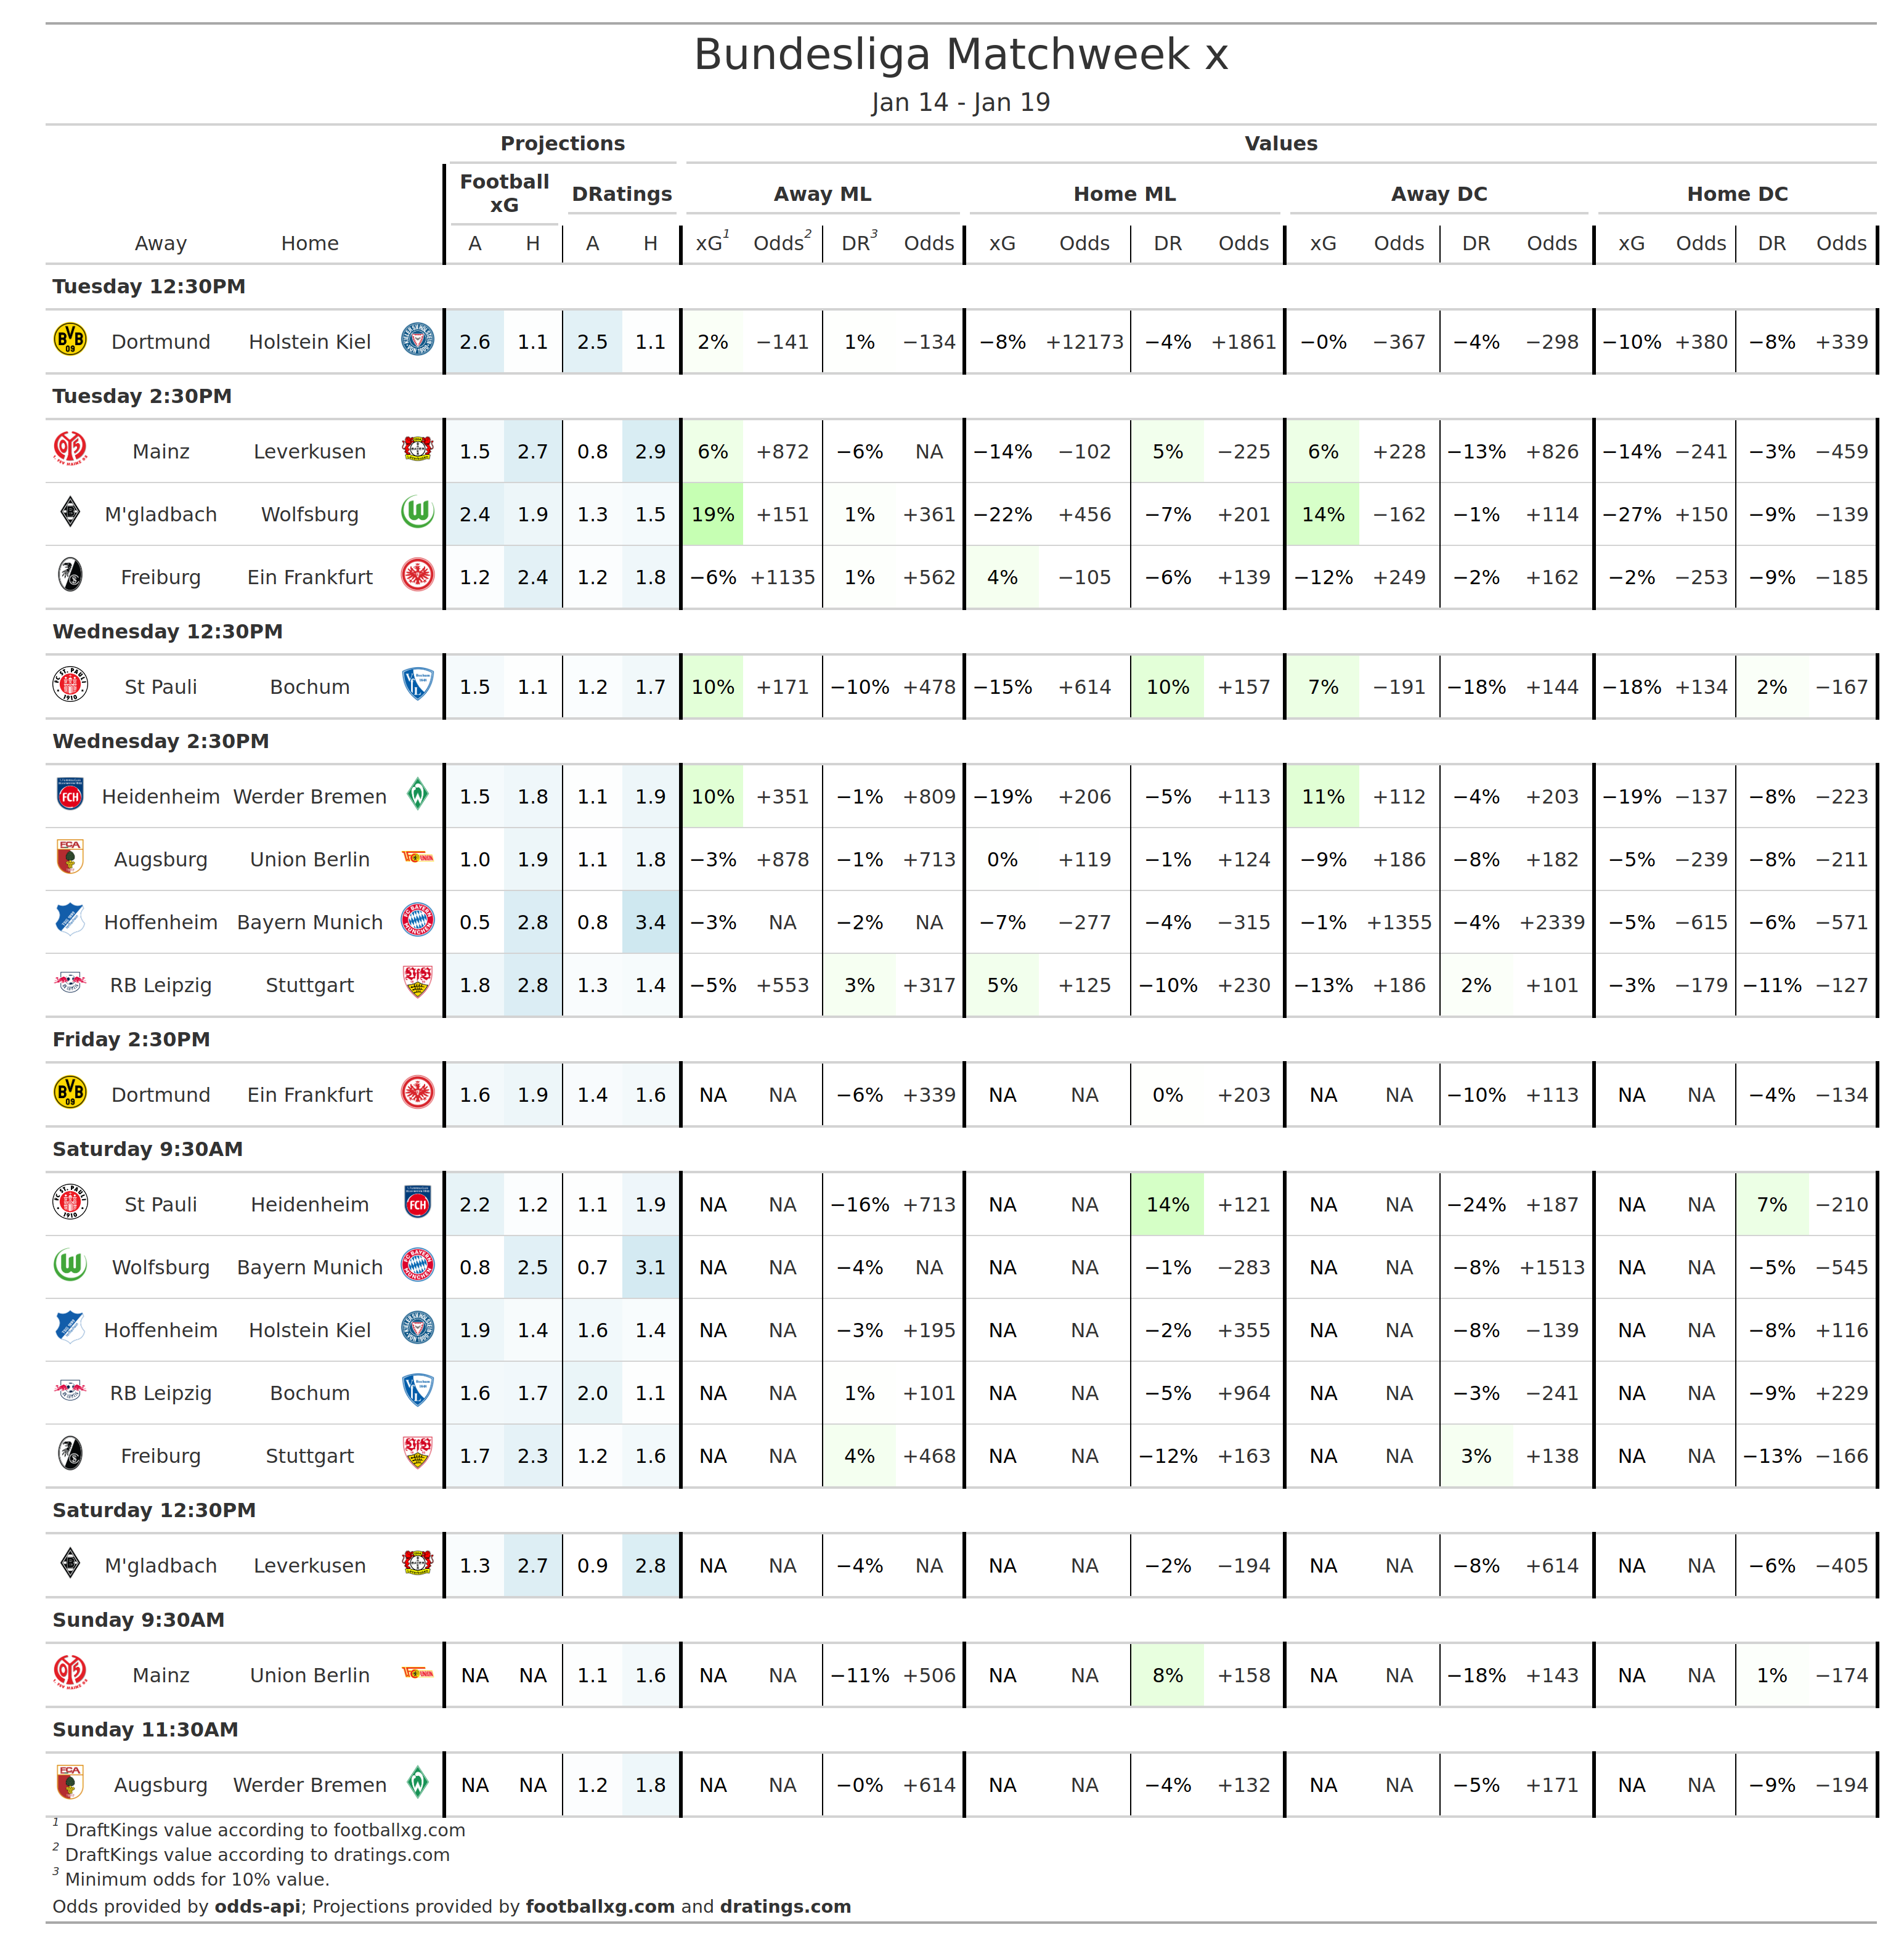 Bundesliga Matchweek x
Jan 14 - Jan 19
Projections Values
Football xG DRatings Away ML Home ML Away DC Home DC
Away Home A H A H xG1 Odds2 DR3 Odds xG Odds DR Odds xG Odds DR Odds xG Odds DR Odds
Tuesday 12:30PM
Dortmund Holstein Kiel 2.6 1.1 2.5 1.1 2% −141 1% −134 −8% +12173 −4% +1861 −0% −367 −4% −298 −10% +380 −8% +339
Tuesday 2:30PM
Mainz Leverkusen 1.5 2.7 0.8 2.9 6% +872 −6% NA −14% −102 5% −225 6% +228 −13% +826 −14% −241 −3% −459
M'gladbach Wolfsburg 2.4 1.9 1.3 1.5 19% +151 1% +361 −22% +456 −7% +201 14% −162 −1% +114 −27% +150 −9% −139
Freiburg Ein Frankfurt 1.2 2.4 1.2 1.8 −6% +1135 1% +562 4% −105 −6% +139 −12% +249 −2% +162 −2% −253 −9% −185
Wednesday 12:30PM
St Pauli Bochum 1.5 1.1 1.2 1.7 10% +171 −10% +478 −15% +614 10% +157 7% −191 −18% +144 −18% +134 2% −167
Wednesday 2:30PM
Heidenheim Werder Bremen 1.5 1.8 1.1 1.9 10% +351 −1% +809 −19% +206 −5% +113 11% +112 −4% +203 −19% −137 −8% −223
Augsburg Union Berlin 1.0 1.9 1.1 1.8 −3% +878 −1% +713 0% +119 −1% +124 −9% +186 −8% +182 −5% −239 −8% −211
Hoffenheim Bayern Munich 0.5 2.8 0.8 3.4 −3% NA −2% NA −7% −277 −4% −315 −1% +1355 −4% +2339 −5% −615 −6% −571
RB Leipzig Stuttgart 1.8 2.8 1.3 1.4 −5% +553 3% +317 5% +125 −10% +230 −13% +186 2% +101 −3% −179 −11% −127
Friday 2:30PM
Dortmund Ein Frankfurt 1.6 1.9 1.4 1.6 NA NA −6% +339 NA NA 0% +203 NA NA −10% +113 NA NA −4% −134
Saturday 9:30AM
St Pauli Heidenheim 2.2 1.2 1.1 1.9 NA NA −16% +713 NA NA 14% +121 NA NA −24% +187 NA NA 7% −210
Wolfsburg Bayern Munich 0.8 2.5 0.7 3.1 NA NA −4% NA NA NA −1% −283 NA NA −8% +1513 NA NA −5% −545
Hoffenheim Holstein Kiel 1.9 1.4 1.6 1.4 NA NA −3% +195 NA NA −2% +355 NA NA −8% −139 NA NA −8% +116
RB Leipzig Bochum 1.6 1.7 2.0 1.1 NA NA 1% +101 NA NA −5% +964 NA NA −3% −241 NA NA −9% +229
Freiburg Stuttgart 1.7 2.3 1.2 1.6 NA NA 4% +468 NA NA −12% +163 NA NA 3% +138 NA NA −13% −166
Saturday 12:30PM
M'gladbach Leverkusen 1.3 2.7 0.9 2.8 NA NA −4% NA NA NA −2% −194 NA NA −8% +614 NA NA −6% −405
Sunday 9:30AM
Mainz Union Berlin NA NA 1.1 1.6 NA NA −11% +506 NA NA 8% +158 NA NA −18% +143 NA NA 1% −174
Sunday 11:30AM
Augsburg Werder Bremen NA NA 1.2 1.8 NA NA −0% +614 NA NA −4% +132 NA NA −5% +171 NA NA −9% −194
1 DraftKings value according to footballxg.com
2 DraftKings value according to dratings.com
3 Minimum odds for 10% value.
Odds provided by odds-api; Projections provided by footballxg.com and dratings.com